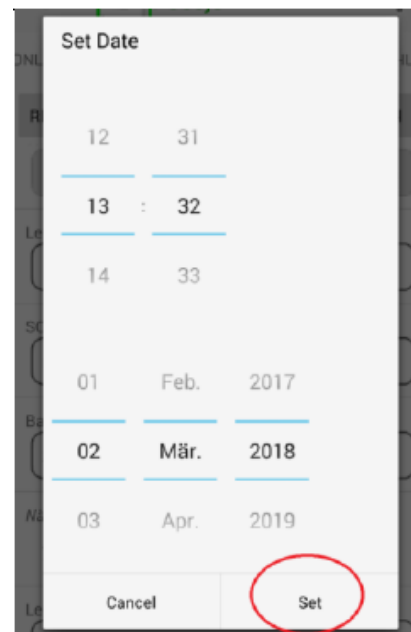 Set Date
12 31
13 : 32
14 33
01 Feb. 2017
02 Mär. 2018
03 Apr. 2019
Cancel Set